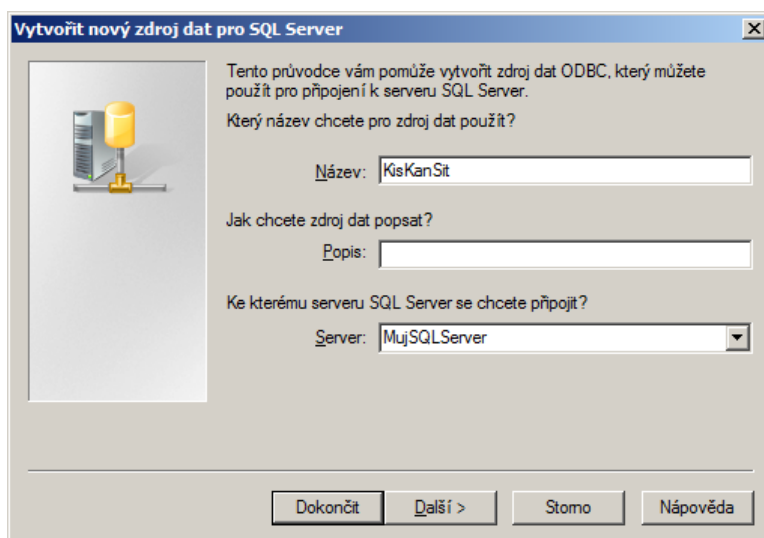 Vytvořit nový zdroj dat pro SQL Server
Tento průvodce vám pomůže vytvořit zdroj dat ODBC, který můžete
použít pro připojení k serveru SQL Server.
Který název chcete pro zdroj dat použít?
Název: KisKanSit
Jak chcete zdroj dat popsat?
Popis:
Ke kterému serveru SQL Server se chcete připojit?
Server: MujSQLServer
Dokončit Další > Storno Nápověda